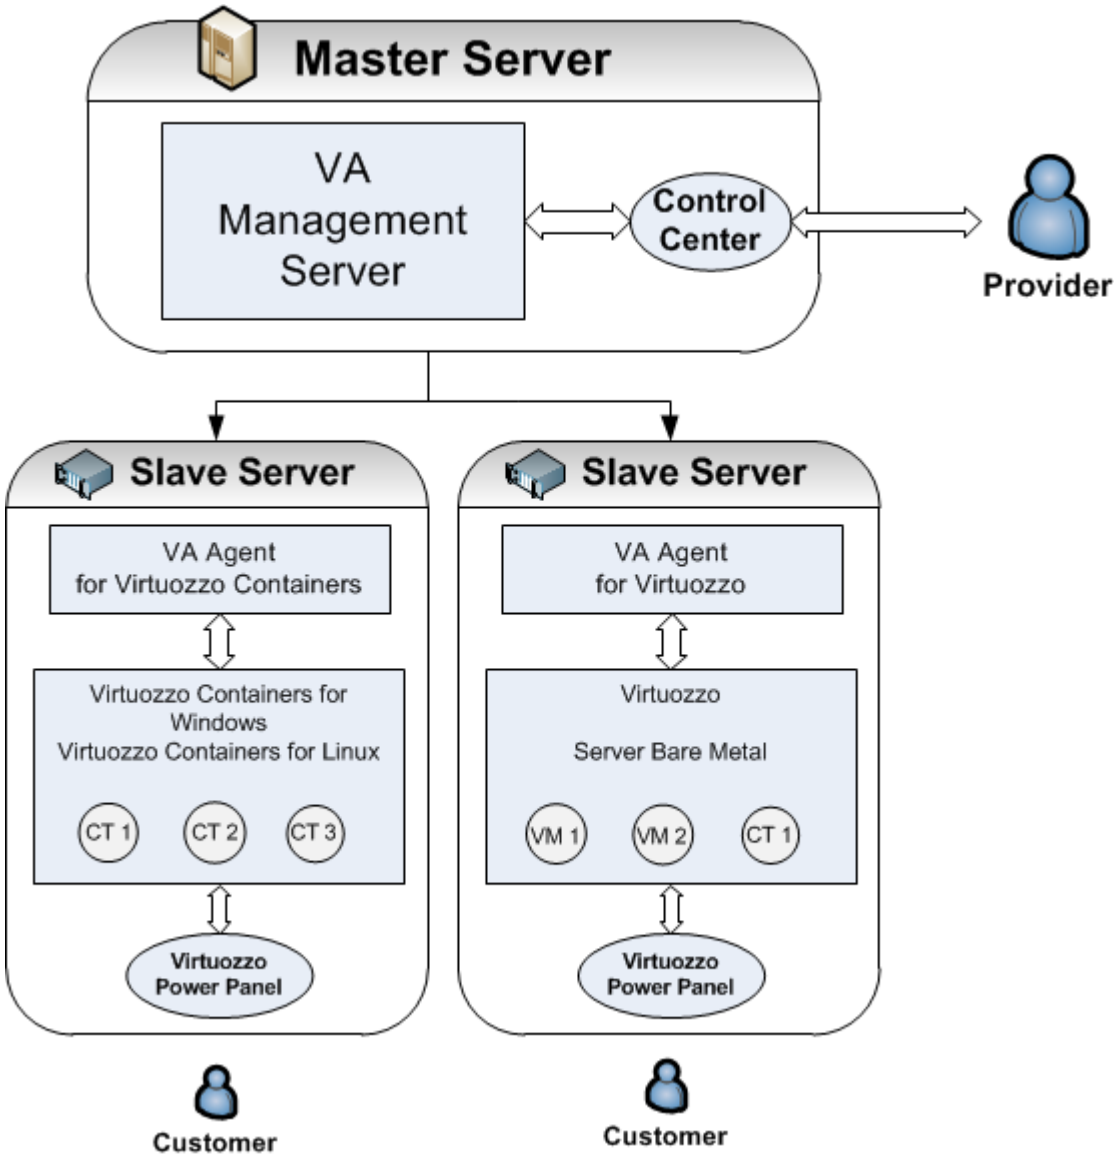 Master Server
VA
Management
Server
Control
Center
Provider
Slave Server
VA Agent
for Virtuozzo Containers
Virtuozzo Containers for
Windows
Virtuozzo Containers for Linux
CT 1
CT 2
CT 3
Virtuozzo
Power Panel
Customer
Slave Server
VA Agent
for Virtuozzo
Virtuozzo
Server Bare Metal
VM 1
VM 2
CT 1
Virtuozzo
Power Panel
Customer